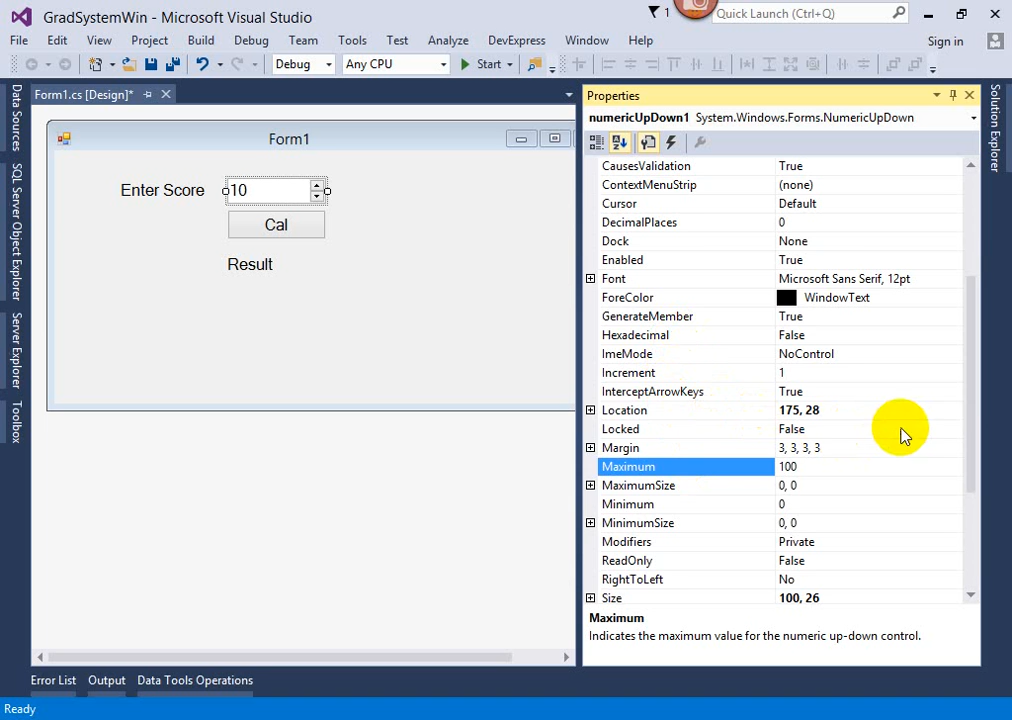 GradSystemWin - Microsoft Visual Studio
1
Quick Launch (Ctrl+Q)
File Edit View Project Build Debug Team Tools Test Analyze DevExpress Window Help
Sign in
Debug Any CPU Start
Form1.cs [Design]*
Data Sources
SQL Server Object Explorer
Server Explorer
Toolbox
Form1
Enter Score 10
Cal
Result
Properties
numericUpDown1 System.Windows.Forms.NumericUpDown
CausesValidation True
ContextMenuStrip (none)
Cursor Default
DecimalPlaces 0
Dock None
Enabled True
Font Microsoft Sans Serif, 12pt
ForeColor WindowText
GenerateMember True
Hexadecimal False
ImeMode NoControl
Increment 1
InterceptArrowKeys True
Location 175, 28
Locked False
Margin 3, 3, 3, 3
Maximum 100
MaximumSize 0, 0
Minimum 0
MinimumSize 0, 0
Modifiers Private
ReadOnly False
RightToLeft No
Size 100, 26
Maximum
Indicates the maximum value for the numeric up-down control.
Solution Explorer
Error List Output Data Tools Operations
Ready